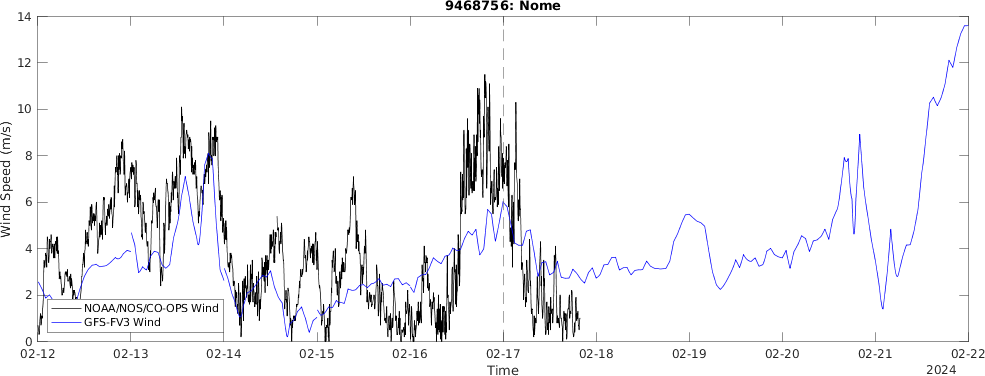 9468756: Nome
Wind Speed (m/s)
14
12
10
8
6
4
2
0
NOAA/NOS/CO-OPS Wind
GFS-FV3 Wind
02-12 02-13 02-14 02-15 02-16 02-17 02-18 02-19 02-20 02-21 02-22
Time
2024